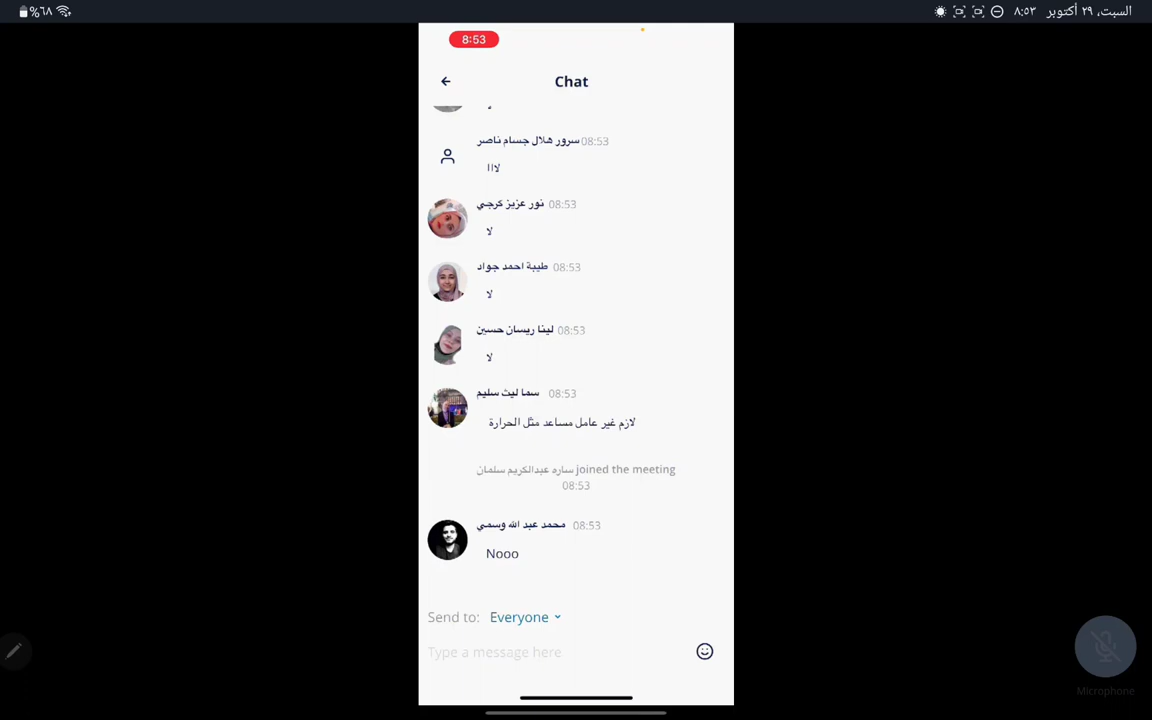 ٦٨% السبت، ٢٩ أكتوبر ٨:٥٣
8:53
Chat
سرور هلال جسام ناصر 08:53
لااا
نور عزيز كرجي 08:53
لا
طيبة احمد جواد 08:53
لا
لينا ريسان حسين 08:53
لا
سما ليث سليم 08:53
لازم غير عامل مساعد مثل الحرارة
ساره عبدالكريم سلمان joined the meeting
08:53
محمد عبد الله وسمي 08:53
Nooo
Send to: Everyone
Type a message here
Microphone